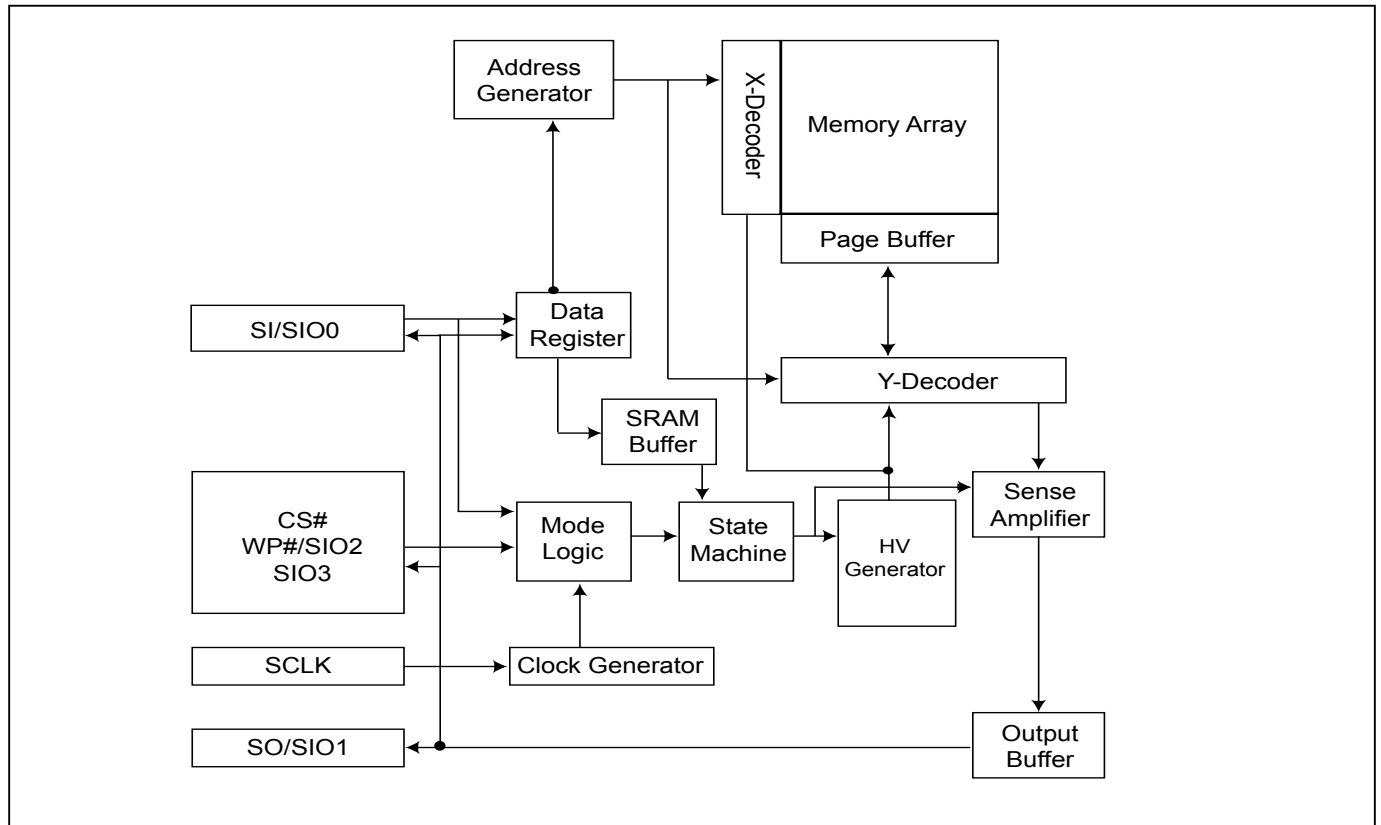 Address
Generator
X-Decoder
Memory Array
Page Buffer
SI/SIO0
Data
Register
Y-Decoder
SRAM
Buffer
CS#
WP#/SIO2
SIO3
Mode
Logic
State
Machine
HV
Generator
Sense
Amplifier
SCLK
Clock Generator
SO/SIO1
Output
Buffer